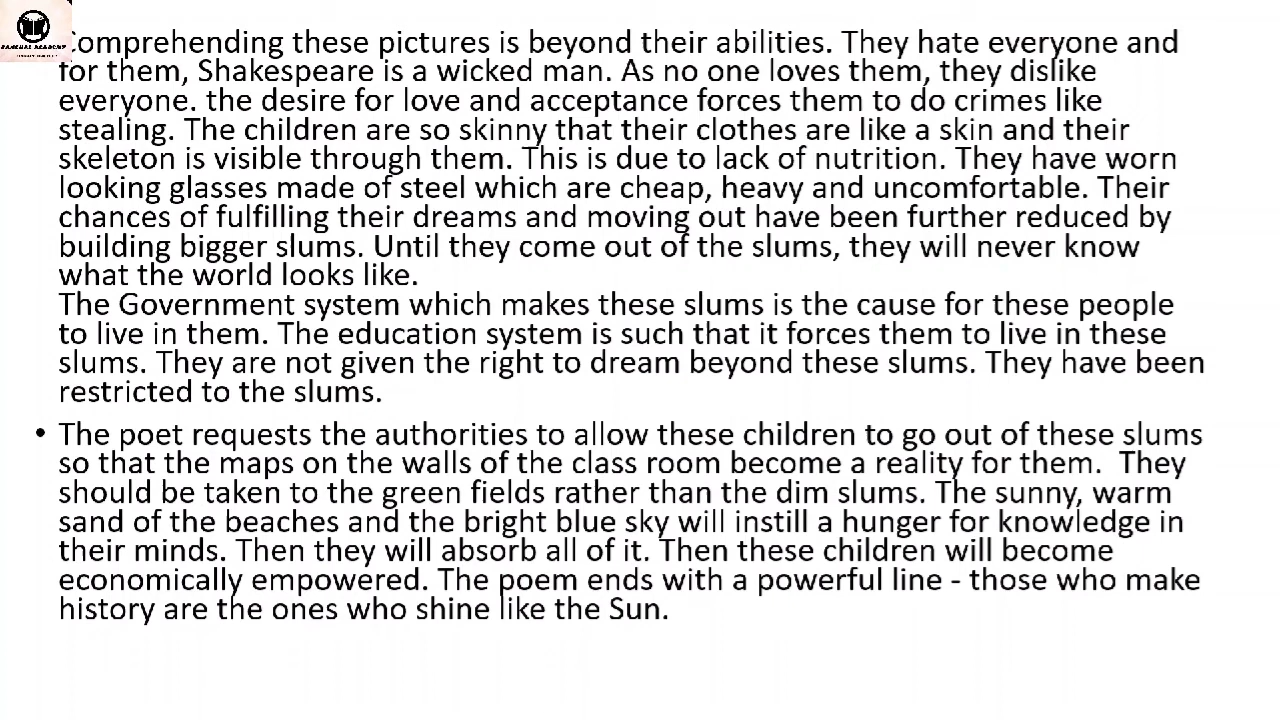 Comprehending these pictures is beyond their abilities. They hate everyone and
for them, Shakespeare is a wicked man. As no one loves them, they dislike
everyone. the desire for love and acceptance forces them to do crimes like
stealing. The children are so skinny that their clothes are like a skin and their
skeleton is visible through them. This is due to lack of nutrition. They have worn
looking glasses made of steel which are cheap, heavy and uncomfortable. Their
chances of fulfilling their dreams and moving out have been further reduced by
building bigger slums. Until they come out of the slums, they will never know
what the world looks like.
The Government system which makes these slums is the cause for these people
to live in them. The education system is such that it forces them to live in these
slums. They are not given the right to dream beyond these slums. They have been
restricted to the slums.
• The poet requests the authorities to allow these children to go out of these slums
so that the maps on the walls of the class room become a reality for them. They
should be taken to the green fields rather than the dim slums. The sunny, warm
sand of the beaches and the bright blue sky will instill a hunger for knowledge in
their minds. Then they will absorb all of it. Then these children will become
economically empowered. The poem ends with a powerful line - those who make
history are the ones who shine like the Sun.